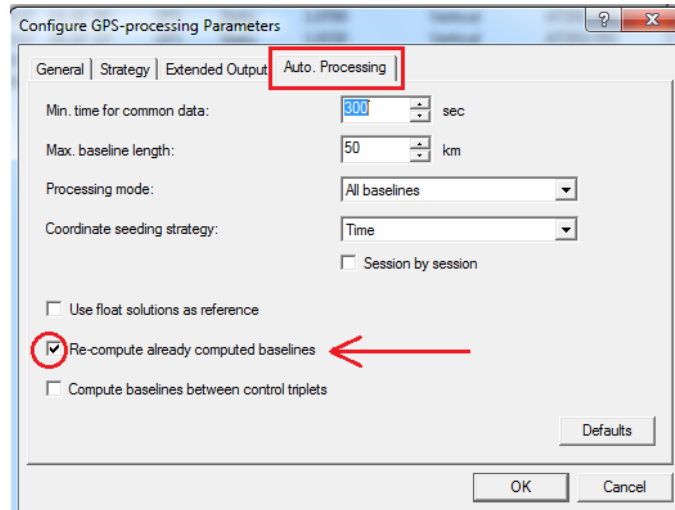 Configure GPS-processing Parameters
General Strategy Extended Output Auto. Processing
Min. time for common data: 300 sec
Max. baseline length: 50 km
Processing mode: All baselines
Coordinate seeding strategy: Time
Session by session
Use float solutions as reference
Re-compute already computed baselines
Compute baselines between control triplets
Defaults
OK Cancel